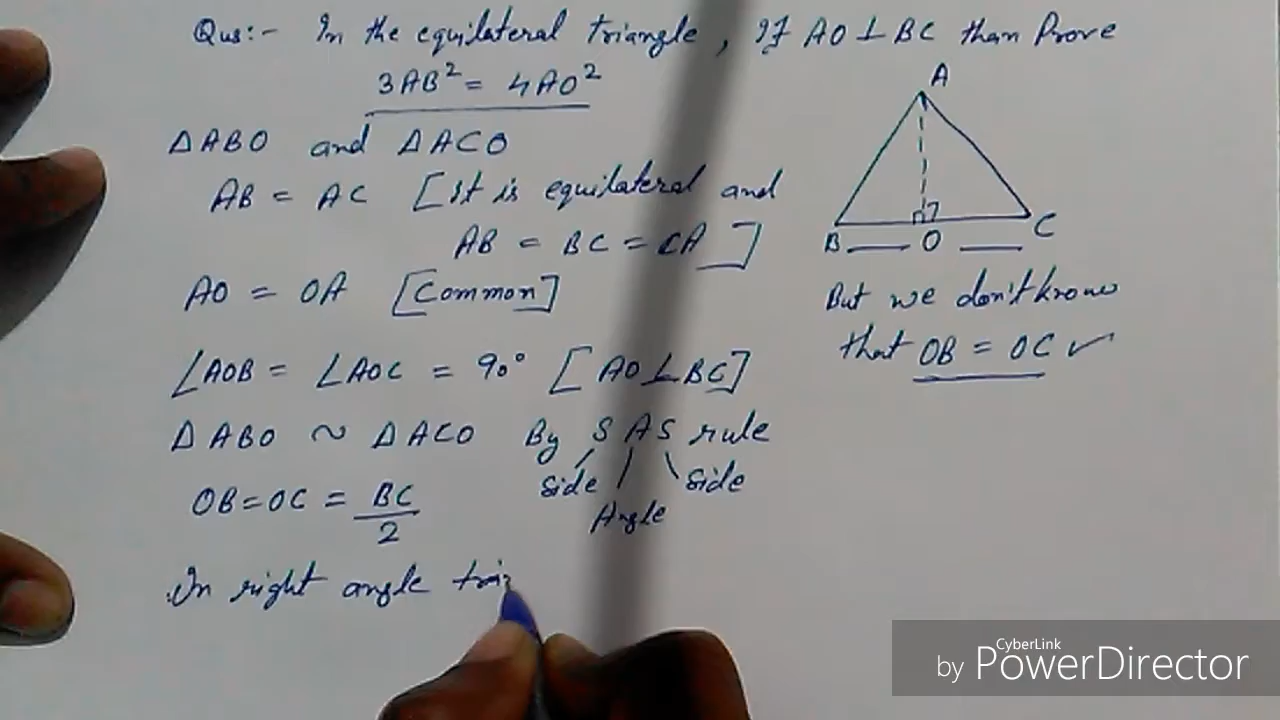 Qus:- In the equilateral triangle, If AO ⊥ BC than Prove
3AB² = 4AO²
ΔABO and ΔACO
AB = AC [It is equilateral and
AB = BC = CA]
AO = OA [Common]
∠AOB = ∠AOC = 90° [AO ⊥ BC]
ΔABO ~ ΔACO By SAS rule
Side Side
Angle
OB = OC = BC/2
In right angle tri
A
B O C
But we don't know
that OB = OC ✓
CyberLink
by PowerDirector